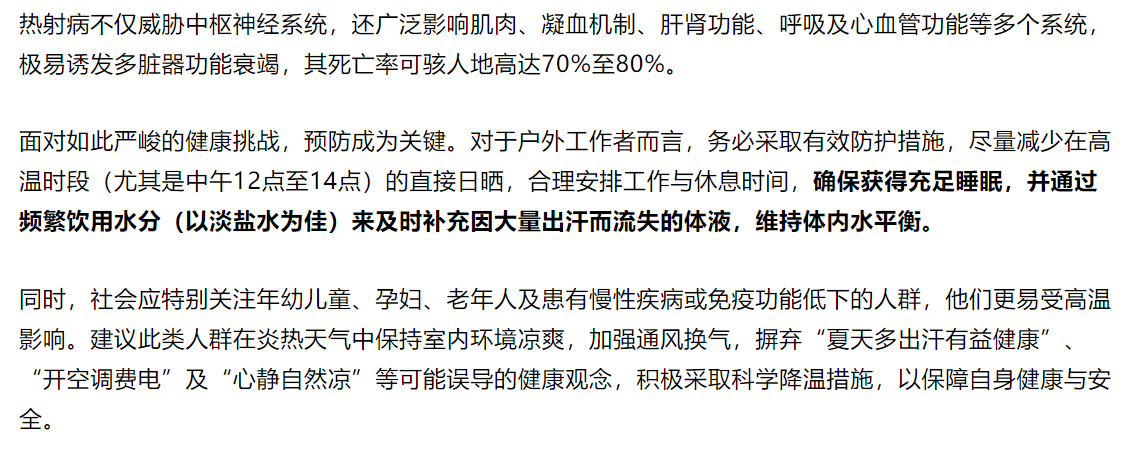 热射病不仅威胁中枢神经系统，还广泛影响肌肉、凝血机制、肝肾功能、呼吸及心血管功能等多个系统，
极易诱发多脏器功能衰竭，其死亡率可骇人地高达70%至80%。
面对如此严峻的健康挑战，预防成为关键。对于户外工作者而言，务必采取有效防护措施，尽量减少在高
温时段（尤其是中午12点至14点）的直接日晒，合理安排工作与休息时间，确保获得充足睡眠，并通过
频繁饮用水分（以淡盐水为佳）来及时补充因大量出汗而流失的体液，维持体内水平衡。
同时，社会应特别关注年幼儿童、孕妇、老年人及患有慢性疾病或免疫功能低下的人群，他们更易受高温
影响。建议此类人群在炎热天气中保持室内环境凉爽，加强通风换气，摒弃“夏天多出汗有益健康”、
“开空调费电”及“心静自然凉”等可能误导的健康观念，积极采取科学降温措施，以保障自身健康与安
全。